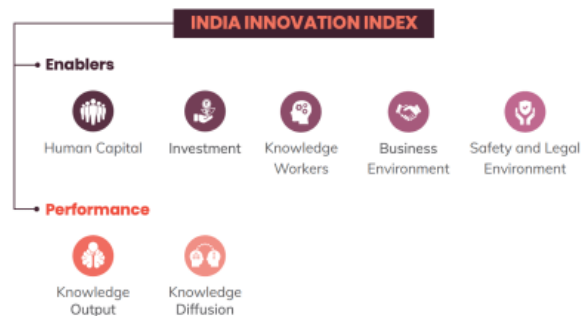 INDIA INNOVATION INDEX
Enablers
Human Capital
Investment
Knowledge
Workers
Business
Environment
Safety and Legal
Environment
Performance
Knowledge
Output
Knowledge
Diffusion